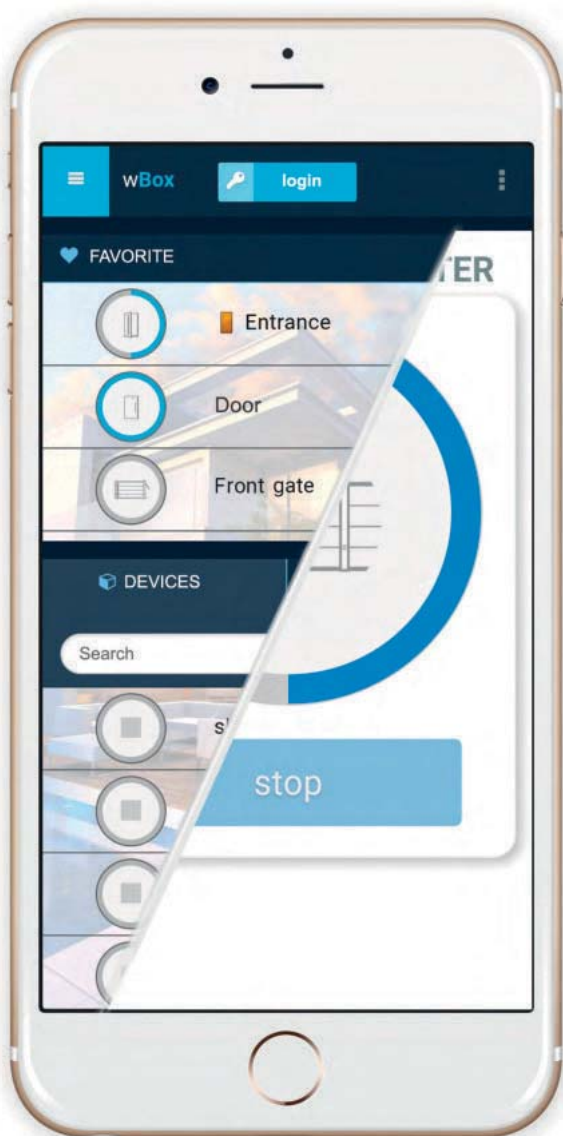 wBox
login
FAVORITE
TER
Entrance
Door
Front gate
DEVICES
Search
stop